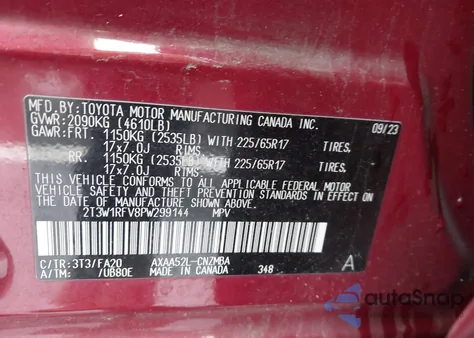 MFD.BY:TOYOTA MOTOR MANUFACTURING CANADA INC.
GVWR:2090KG (4610LB) 09/23
GAWR:FRT. 1150KG (2535LB) WITH 225/65R17 TIRES,
17x7.0J RIMS
RR. 1150KG (2535LB) WITH 225/65R17 TIRES,
17x7.0J RIMS
THIS VEHICLE CONFORMS TO ALL APPLICABLE FEDERAL MOTOR
VEHICLE SAFETY, BUMPER, AND THEFT PREVENTION STANDARDS IN EFFECT ON
THE DATE OF MANUFACTURE SHOWN ABOVE.
2T3W1RFV8PW299144 MPV
C/TR:3T3/FA20 AXAA52L-CNZMBA
A/TM: /UB80E MADE IN CANADA 348 A
autoSnap